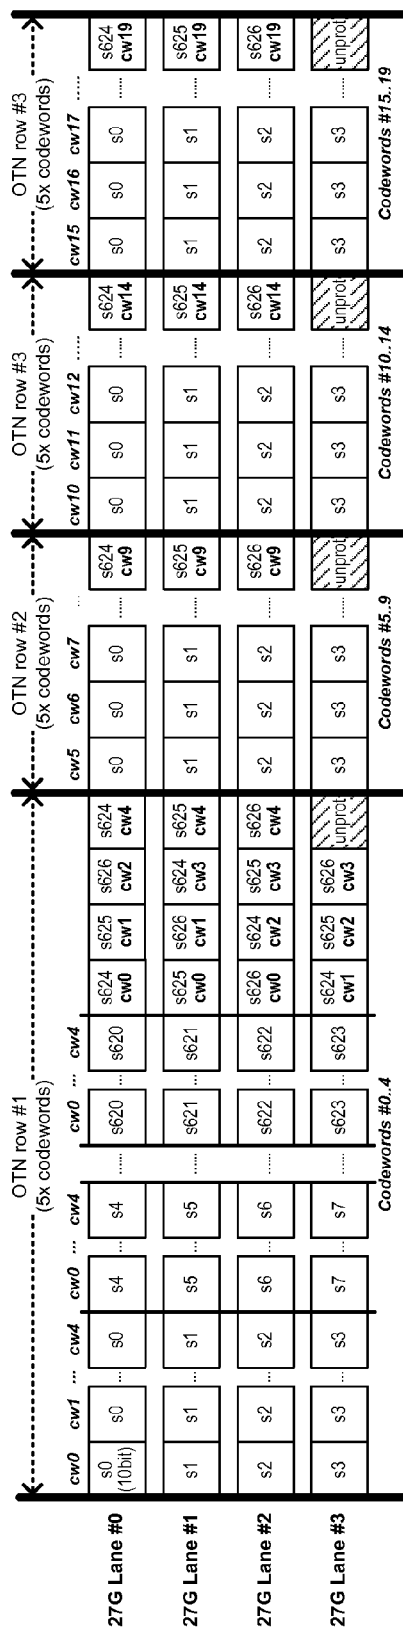 OTN row #1 OTN row #2 OTN row #3 OTN row #3
(5x codewords) (5x codewords) (5x codewords) (5x codewords)
cw0 cw1 ... cw4 cw0 ... cw4 cw0 ... cw4 cw5 cw6 cw7 ... cw10 cw11 cw12 ..... cw15 cw16 cw17 .....
27G Lane #0 s0 s0 ... s0 s4 ... s4 ...... s620 ... s620 s624 s625 s626 s624 s0 s0 s0 ...... s624 s0 s0 s0 ...... s624 s0 s0 s0 ...... s624
(10bit) cw0 cw1 cw2 cw4 cw9 cw14 cw19
27G Lane #1 s1 s1 ... s1 s5 ... s5 ...... s621 ... s621 s625 s626 s624 s625 s1 s1 s1 ...... s625 s1 s1 s1 ...... s625 s1 s1 s1 ...... s625
cw0 cw1 cw3 cw4 cw9 cw14 cw19
27G Lane #2 s2 s2 ... s2 s6 ... s6 ...... s622 ... s622 s626 s624 s625 s626 s2 s2 s2 ...... s626 s2 s2 s2 ...... s626 s2 s2 s2 ...... s626
cw0 cw2 cw3 cw4 cw9 cw14 cw19
27G Lane #3 s3 s3 ... s3 s7 ... s7 ...... s623 ... s623 s624 s625 s626 unprot s3 s3 s3 ...... unprot s3 s3 s3 ...... unprot s3 s3 s3 ...... unprot
cw1 cw2 cw3
Codewords #0..4 Codewords #5..9 Codewords #10..14 Codewords #15..19